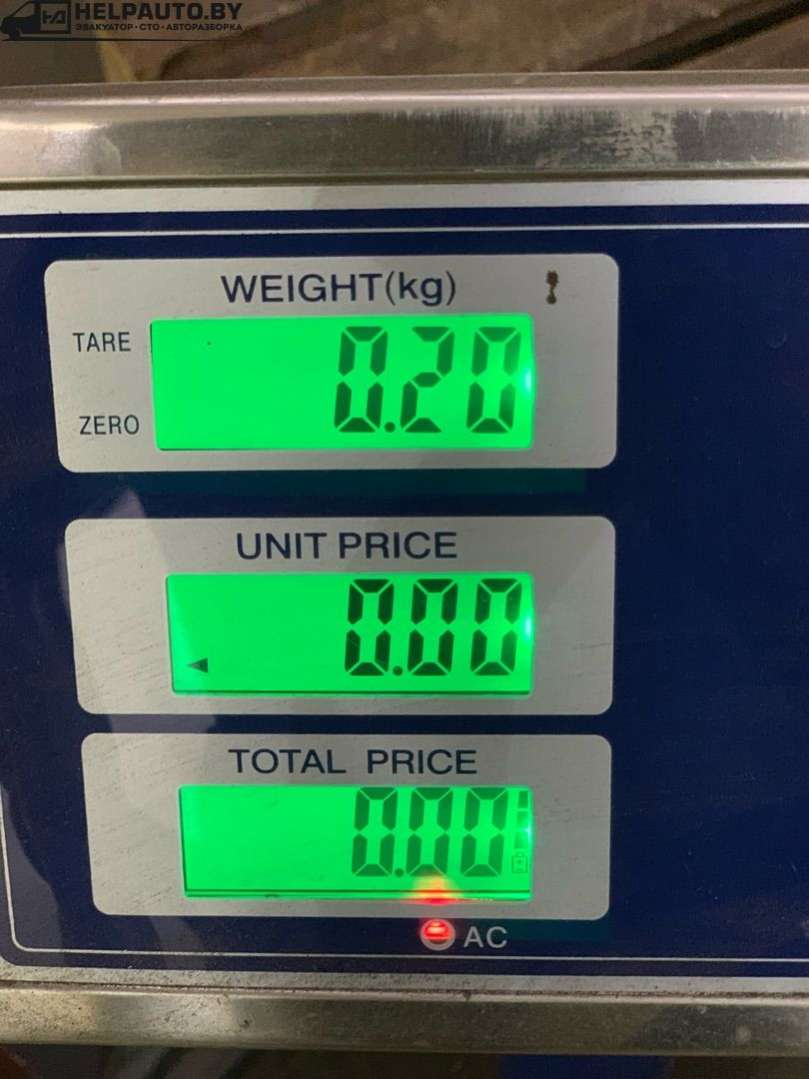 HELPAUTO.BY
ЭВАКУАТОР • СТО • АВТОРАЗБОРКА
WEIGHT(kg)
TARE
0.20
ZERO
UNIT PRICE
0.00
TOTAL PRICE
0.00
AC